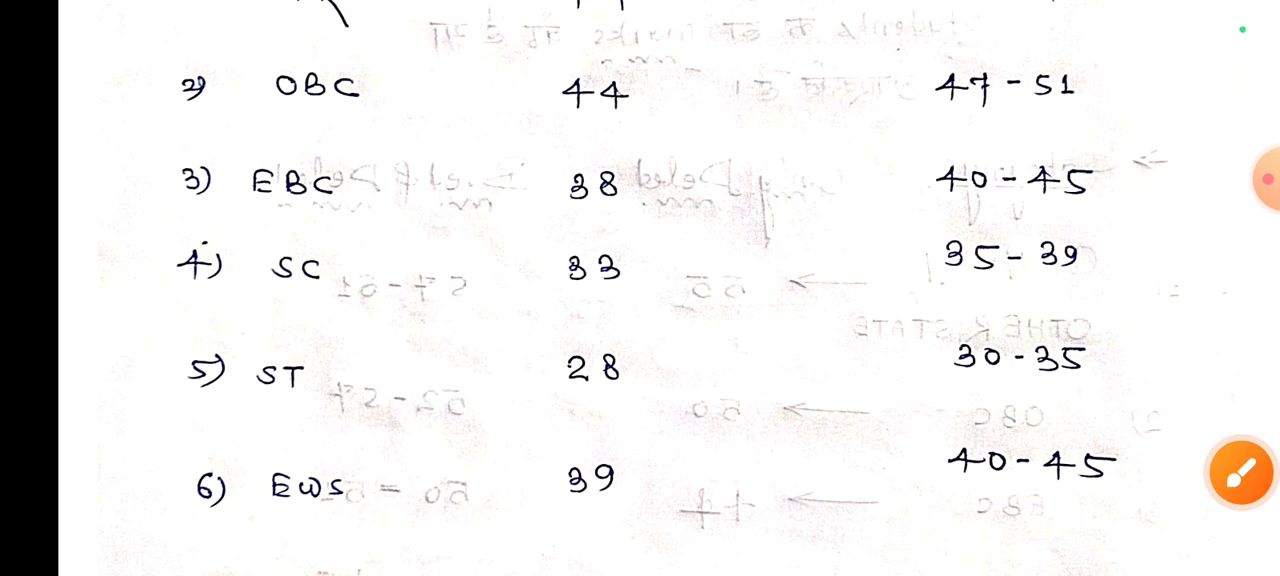 2) OBC 44 47-51
3) EBC 38 40-45
4) SC 33 35-39
5) ST 28 30-35
6) EWS 39 40-45